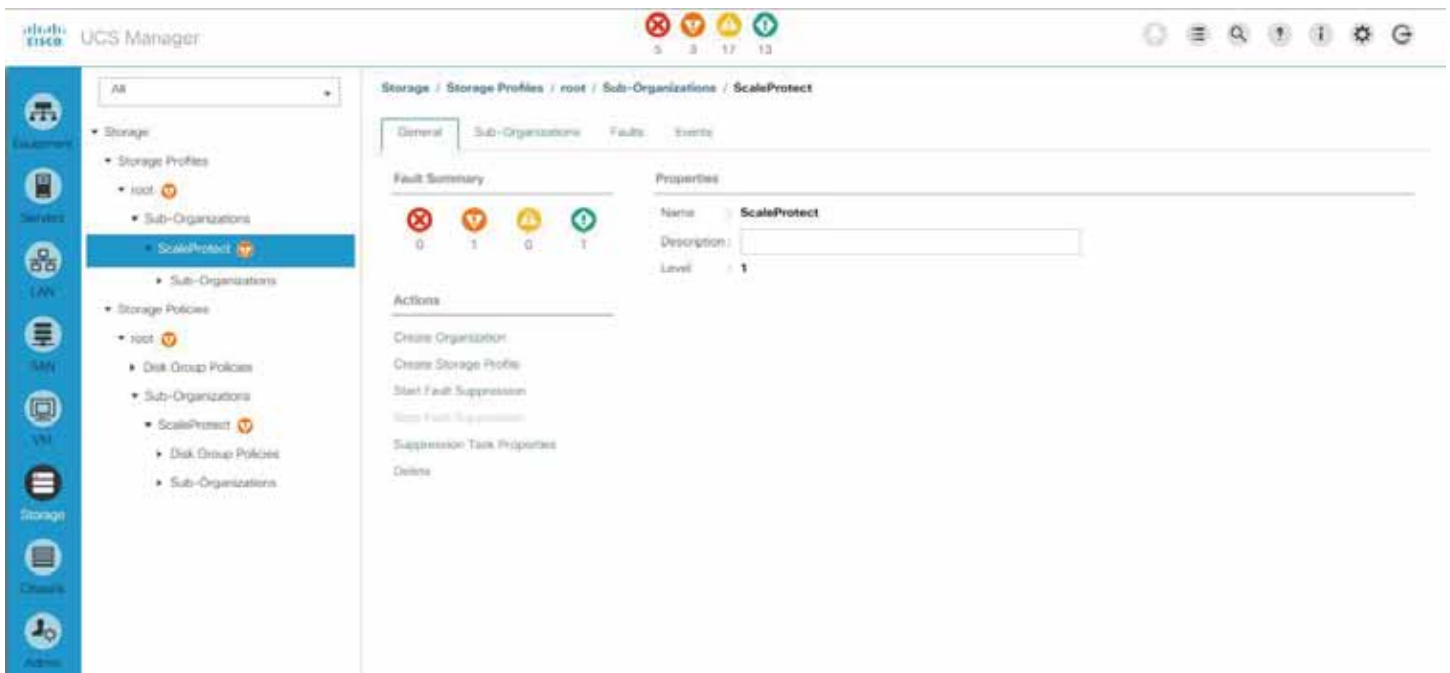 CISCO UCS Manager
5 3 17 13
Equipment
Servers
LAN
SAN
VM
Storage
Chassis
Admin
All
Storage
Storage Profiles
root
Sub-Organizations
ScaleProtect
Sub-Organizations
Storage Policies
root
Disk Group Policies
Sub-Organizations
ScaleProtect
Disk Group Policies
Sub-Organizations
Storage / Storage Profiles / root / Sub-Organizations / ScaleProtect
General Sub-Organizations Faults Events
Fault Summary
0 1 0 1
Actions
Create Organization
Create Storage Profile
Start Fault Suppression
Stop Fault Suppression
Suppression Task Properties
Delete
Properties
Name : ScaleProtect
Description :
Level : 1